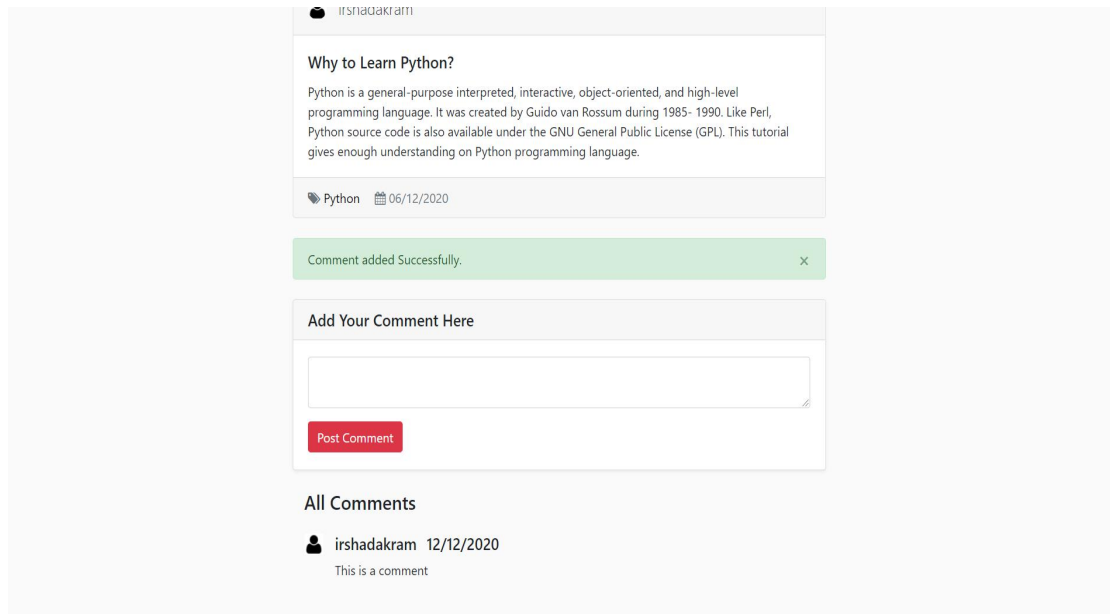 irshadakram
Why to Learn Python?
Python is a general-purpose interpreted, interactive, object-oriented, and high-level
programming language. It was created by Guido van Rossum during 1985- 1990. Like Perl,
Python source code is also available under the GNU General Public License (GPL). This tutorial
gives enough understanding on Python programming language.
Python 06/12/2020
Comment added Successfully. ×
Add Your Comment Here
Post Comment
All Comments
irshadakram 12/12/2020
This is a comment